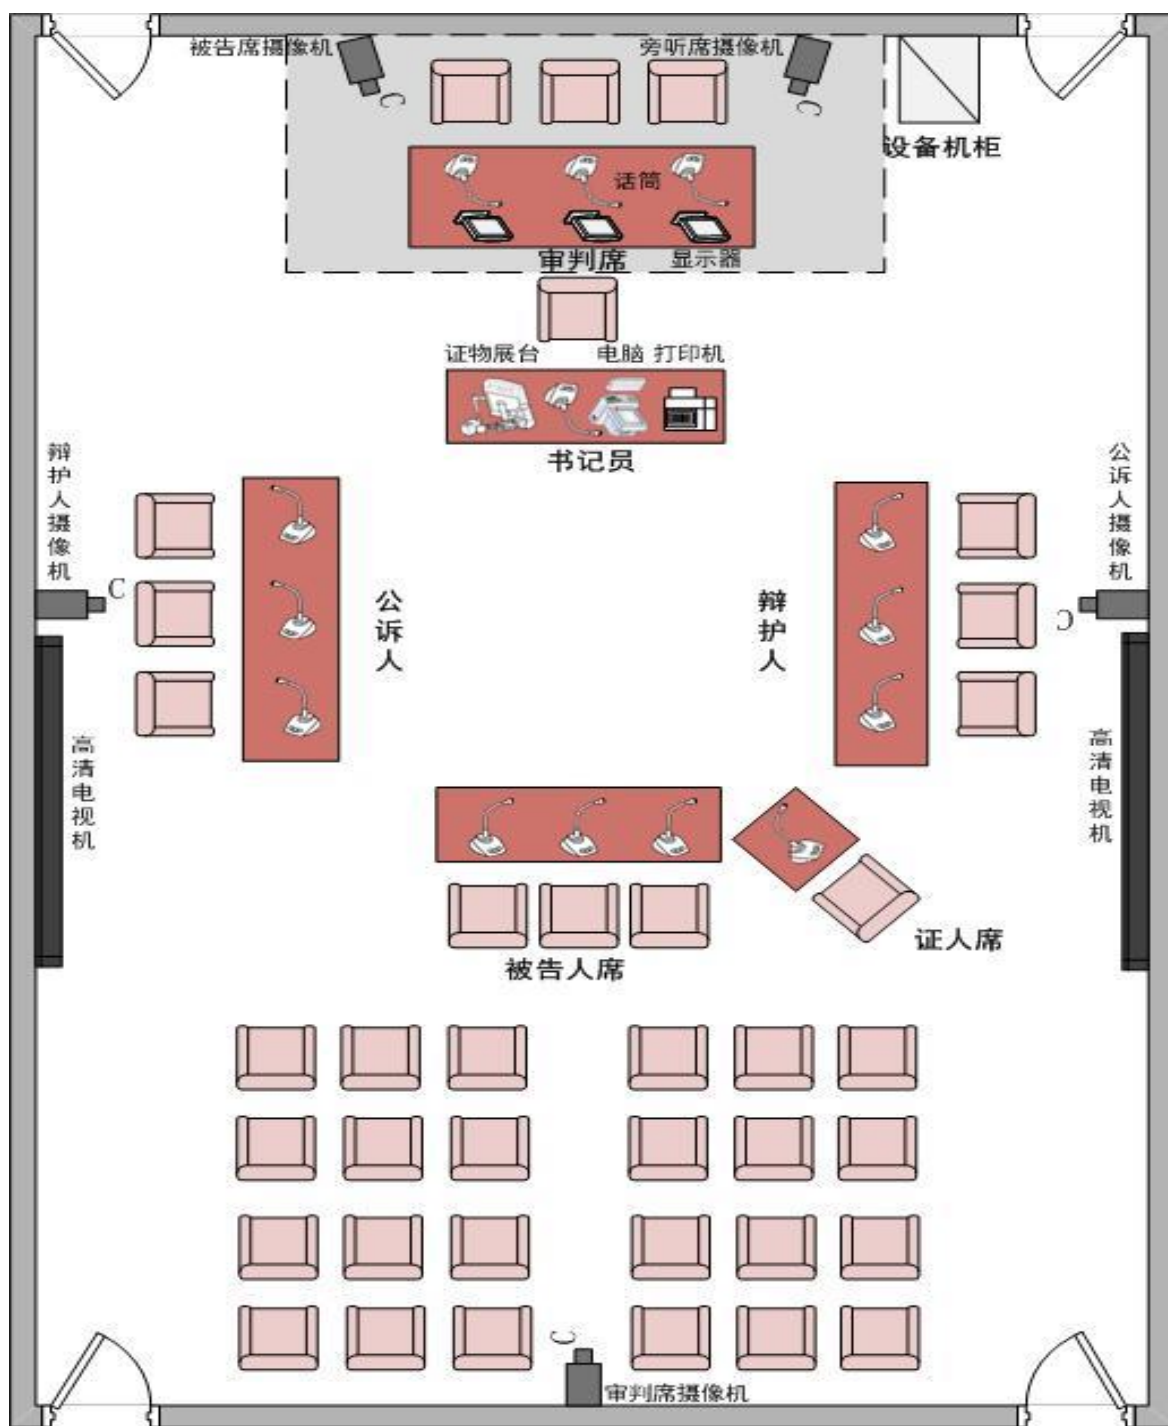 被告席摄像机
旁听席摄像机
C
C
设备机柜
话筒
审判席
显示器
证物展台
电脑
打印机
书记员
辩护人摄像机
C
公诉人摄像机
C
公诉人
辩护人
高清电视机
高清电视机
证人席
被告人席
C
审判席摄像机